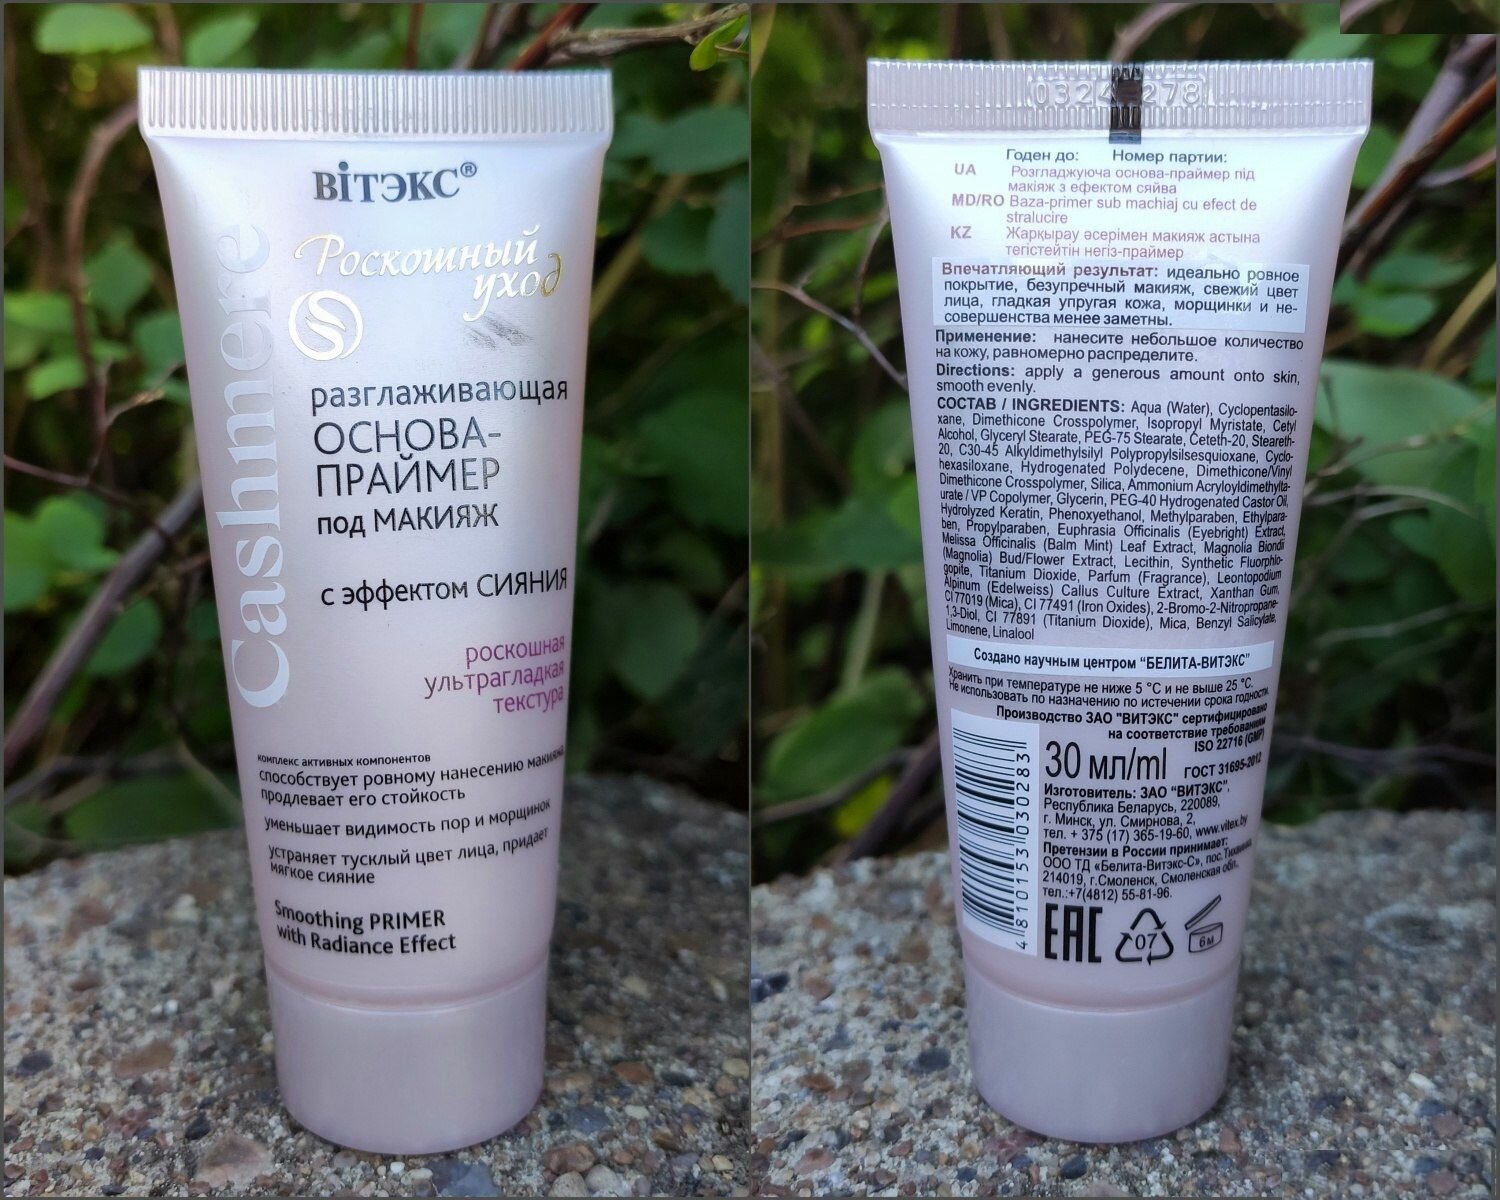 Cashmere
ВІТЭКС®
Роскошный
уход
разглаживающая
ОСНОВА-
ПРАЙМЕР
под МАКИЯЖ
с эффектом СИЯНИЯ
роскошная
ультрагладкая
текстура
комплекс активных компонентов
способствует ровному нанесению макияжа,
продлевает его стойкость
уменьшает видимость пор и морщинок
устраняет тусклый цвет лица, придает
мягкое сияние
Smoothing PRIMER
with Radiance Effect
0324 278
Годен до: Номер партии:
UA Розгладжуюча основа-праймер під
макіяж з ефектом сяйва
MD/RO Baza-primer sub machiaj cu efect de
stralucire
KZ Жарқырау әсерімен макияж астына
тегістейтін негіз-праймер
Впечатляющий результат: идеально ровное
покрытие, безупречный макияж, свежий цвет
лица, гладкая упругая кожа, морщинки и не-
совершенства менее заметны.
Применение: нанесите небольшое количество
на кожу, равномерно распределите.
Directions: apply a generous amount onto skin,
smooth evenly.
СОСТАВ / INGREDIENTS: Aqua (Water), Cyclopentasilo-
xane, Dimethicone Crosspolymer, Isopropyl Myristate, Cetyl
Alcohol, Glyceryl Stearate, PEG-75 Stearate, Ceteth-20, Steareth-
20, C30-45 Alkyldimethylsilyl Polypropylsilsesquioxane, Cyclo-
hexasiloxane, Hydrogenated Polydecene, Dimethicone/Vinyl
Dimethicone Crosspolymer, Silica, Ammonium Acryloyldimethylta-
urate / VP Copolymer, Glycerin, PEG-40 Hydrogenated Castor Oil,
Hydrolyzed Keratin, Phenoxyethanol, Methylparaben, Ethylpara-
ben, Propylparaben, Euphrasia Officinalis (Eyebright) Extract,
Melissa Officinalis (Balm Mint) Leaf Extract, Magnolia Biondii
(Magnolia) Bud/Flower Extract, Lecithin, Synthetic Fluorphlo-
gopite, Titanium Dioxide, Parfum (Fragrance), Leontopodium
Alpinum (Edelweiss) Callus Culture Extract, Xanthan Gum,
CI 77019 (Mica), CI 77491 (Iron Oxides), 2-Bromo-2-Nitropropane-
1,3-Diol, CI 77891 (Titanium Dioxide), Mica, Benzyl Salicylate,
Limonene, Linalool
Создано научным центром "БЕЛИТА-ВИТЭКС"
Хранить при температуре не ниже 5 °C и не выше 25 °C.
Не использовать по назначению по истечении срока годности.
Производство ЗАО "ВИТЭКС" сертифицировано
на соответствие требованиям
ISO 22716 (GMP)
30 мл/ml ГОСТ 31695-2012
Изготовитель: ЗАО "ВИТЭКС",
Республика Беларусь, 220089,
г. Минск, ул. Смирнова, 2,
тел. + 375 (17) 365-19-60, www.vitex.by
Претензии в России принимает:
ООО ТД «Белита-Витэкс-С», пос.Тихвинка
214019, г.Смоленск, Смоленская обл.,
тел.:+7(4812) 55-81-96.
4 810153 030283
EAC 07 6м